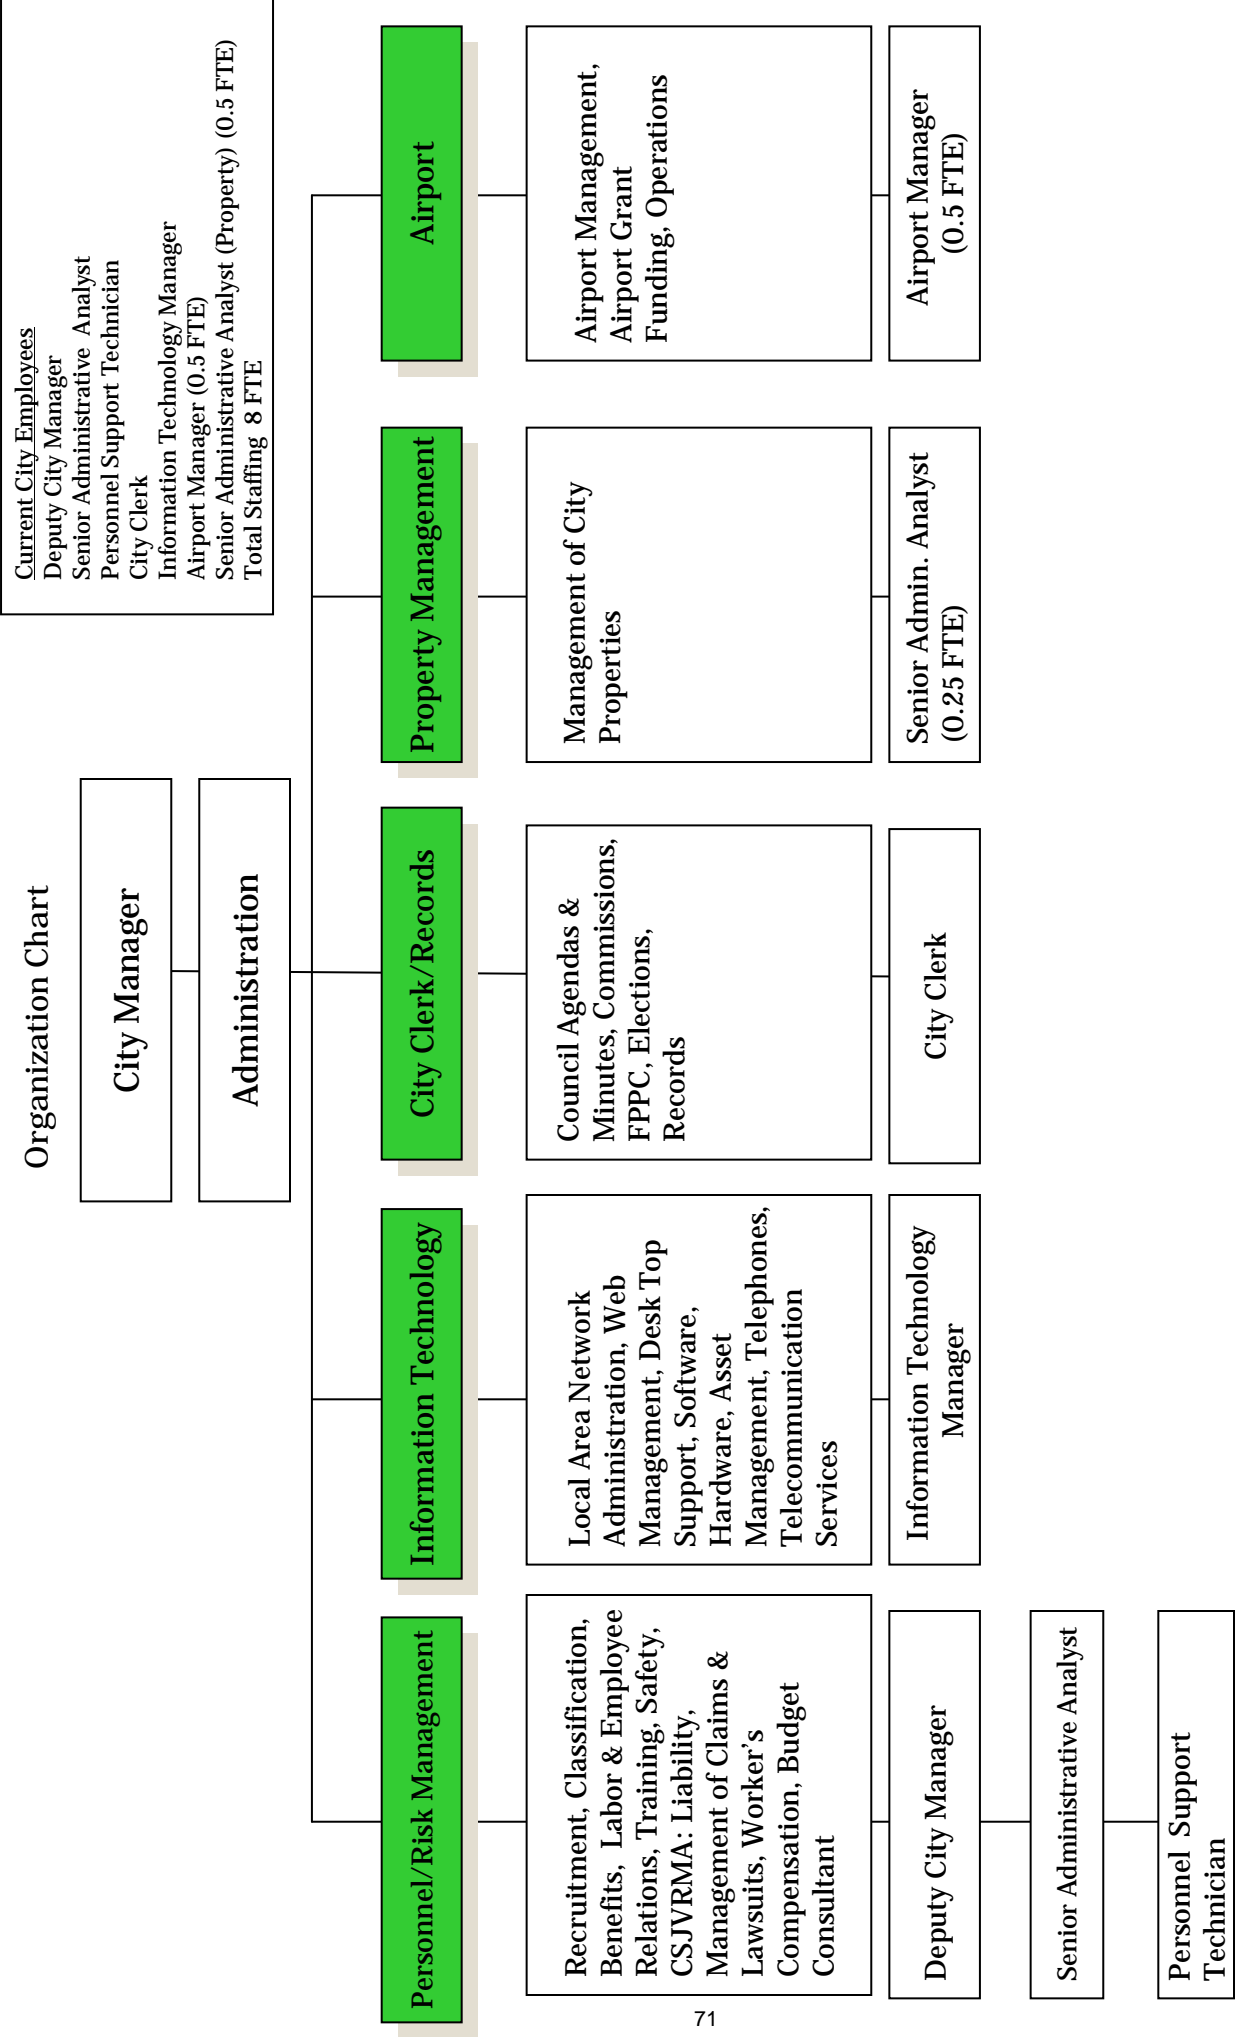 Organization Chart
Current City Employees
Deputy City Manager
Senior Administrative Analyst
Personnel Support Technician
City Clerk
Information Technology Manager
Airport Manager (0.5 FTE)
Senior Administrative Analyst (Property) (0.5 FTE)
Total Staffing 8 FTE
City Manager
Administration
Personnel/Risk Management
Recruitment, Classification,
Benefits, Labor & Employee
Relations, Training, Safety,
CSJVRMA: Liability,
Management of Claims &
Lawsuits, Worker's
Compensation, Budget
Consultant
Deputy City Manager
Senior Administrative Analyst
Personnel Support
Technician
Information Technology
Local Area Network
Administration, Web
Management, Desk Top
Support, Software,
Hardware, Asset
Management, Telephones,
Telecommunication
Services
Information Technology
Manager
City Clerk/Records
Council Agendas &
Minutes, Commissions,
FPPC, Elections,
Records
City Clerk
Property Management
Management of City
Properties
Senior Admin. Analyst
(0.25 FTE)
Airport
Airport Management,
Airport Grant
Funding, Operations
Airport Manager
(0.5 FTE)
71